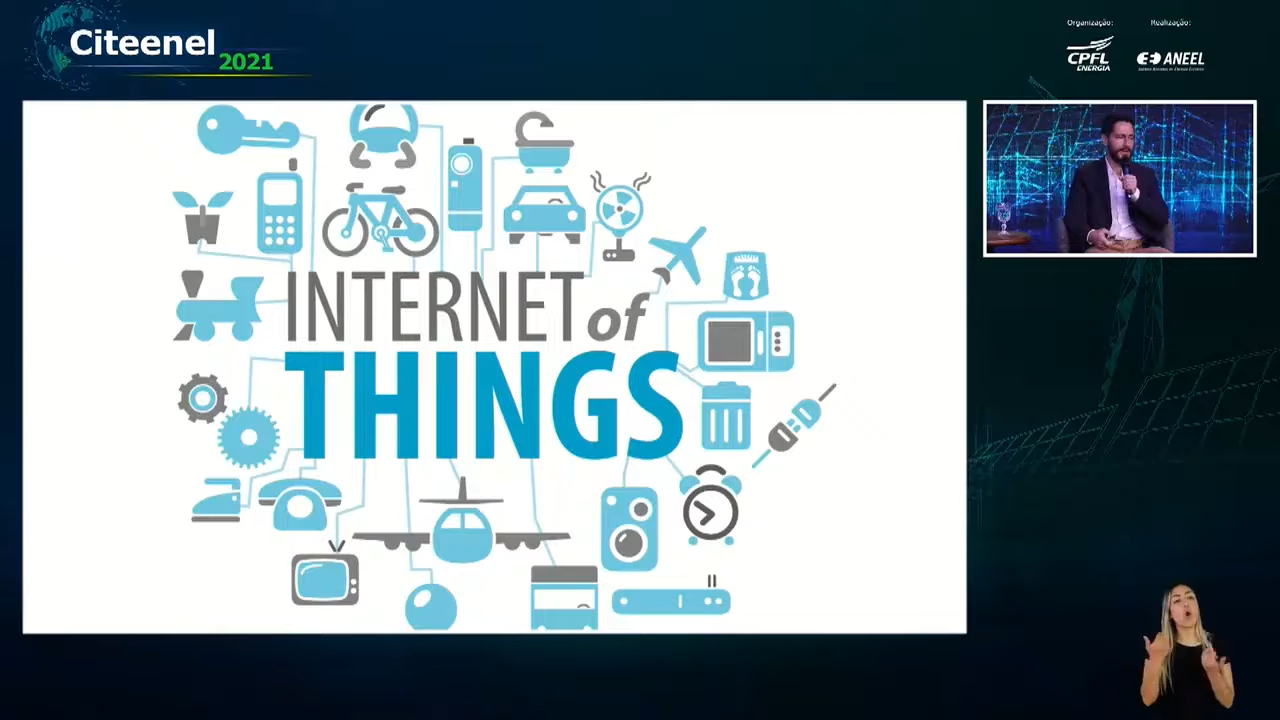 Citeenel
2021
Organização:
Realização:
CPFL
ENERGIA
ANEEL
INTERNET of
THINGS